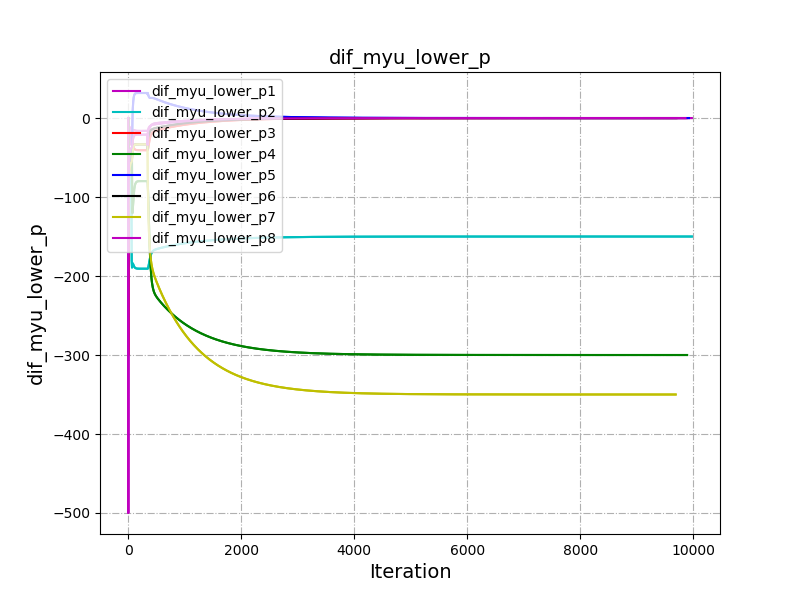 dif_myu_lower_p
dif_myu_lower_p1
dif_myu_lower_p2
dif_myu_lower_p3
dif_myu_lower_p4
dif_myu_lower_p5
dif_myu_lower_p6
dif_myu_lower_p7
dif_myu_lower_p8
dif_myu_lower_p
0
−100
−200
−300
−400
−500
0 2000 4000 6000 8000 10000
Iteration